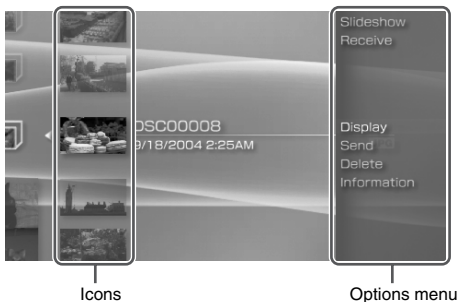 Slideshow
Receive
DSC00008
9/18/2004 2:25AM
Display
Send
Delete
Information
Icons
Options menu